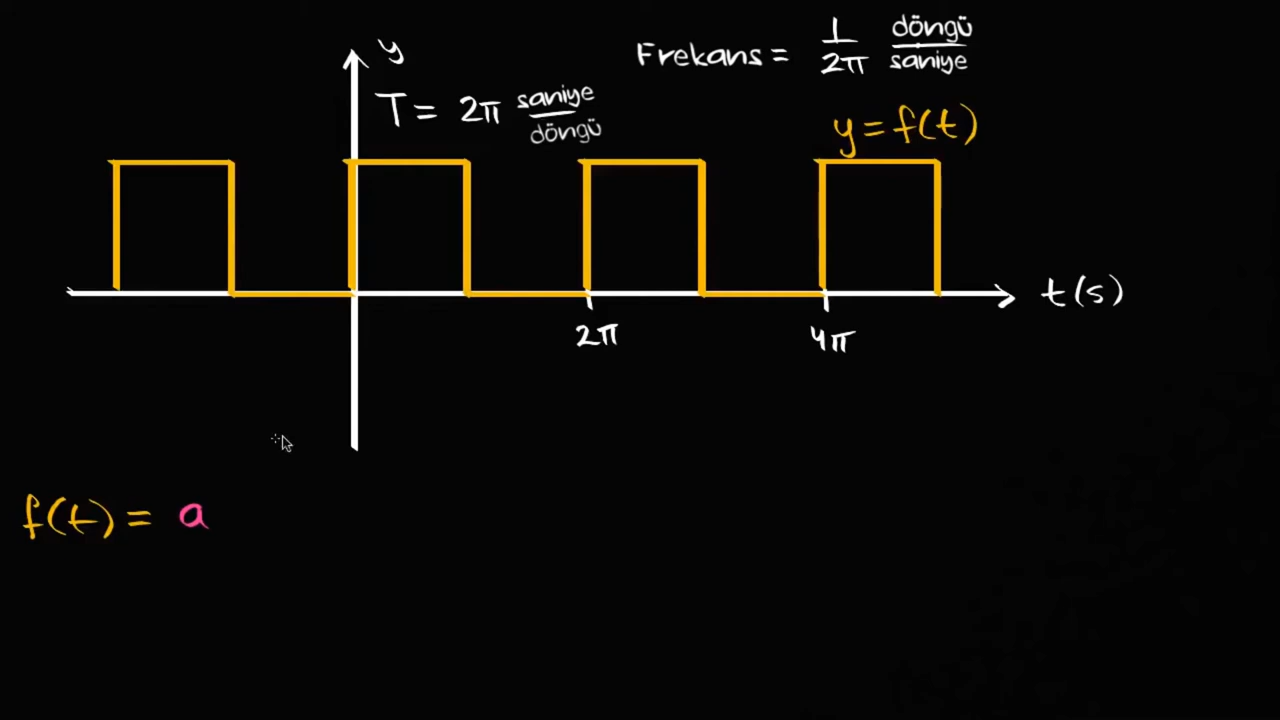 Frekans = 1/2π döngü/saniye
y
T = 2π saniye/döngü
y = f(t)
t(s)
2π 4π
f(t) = a